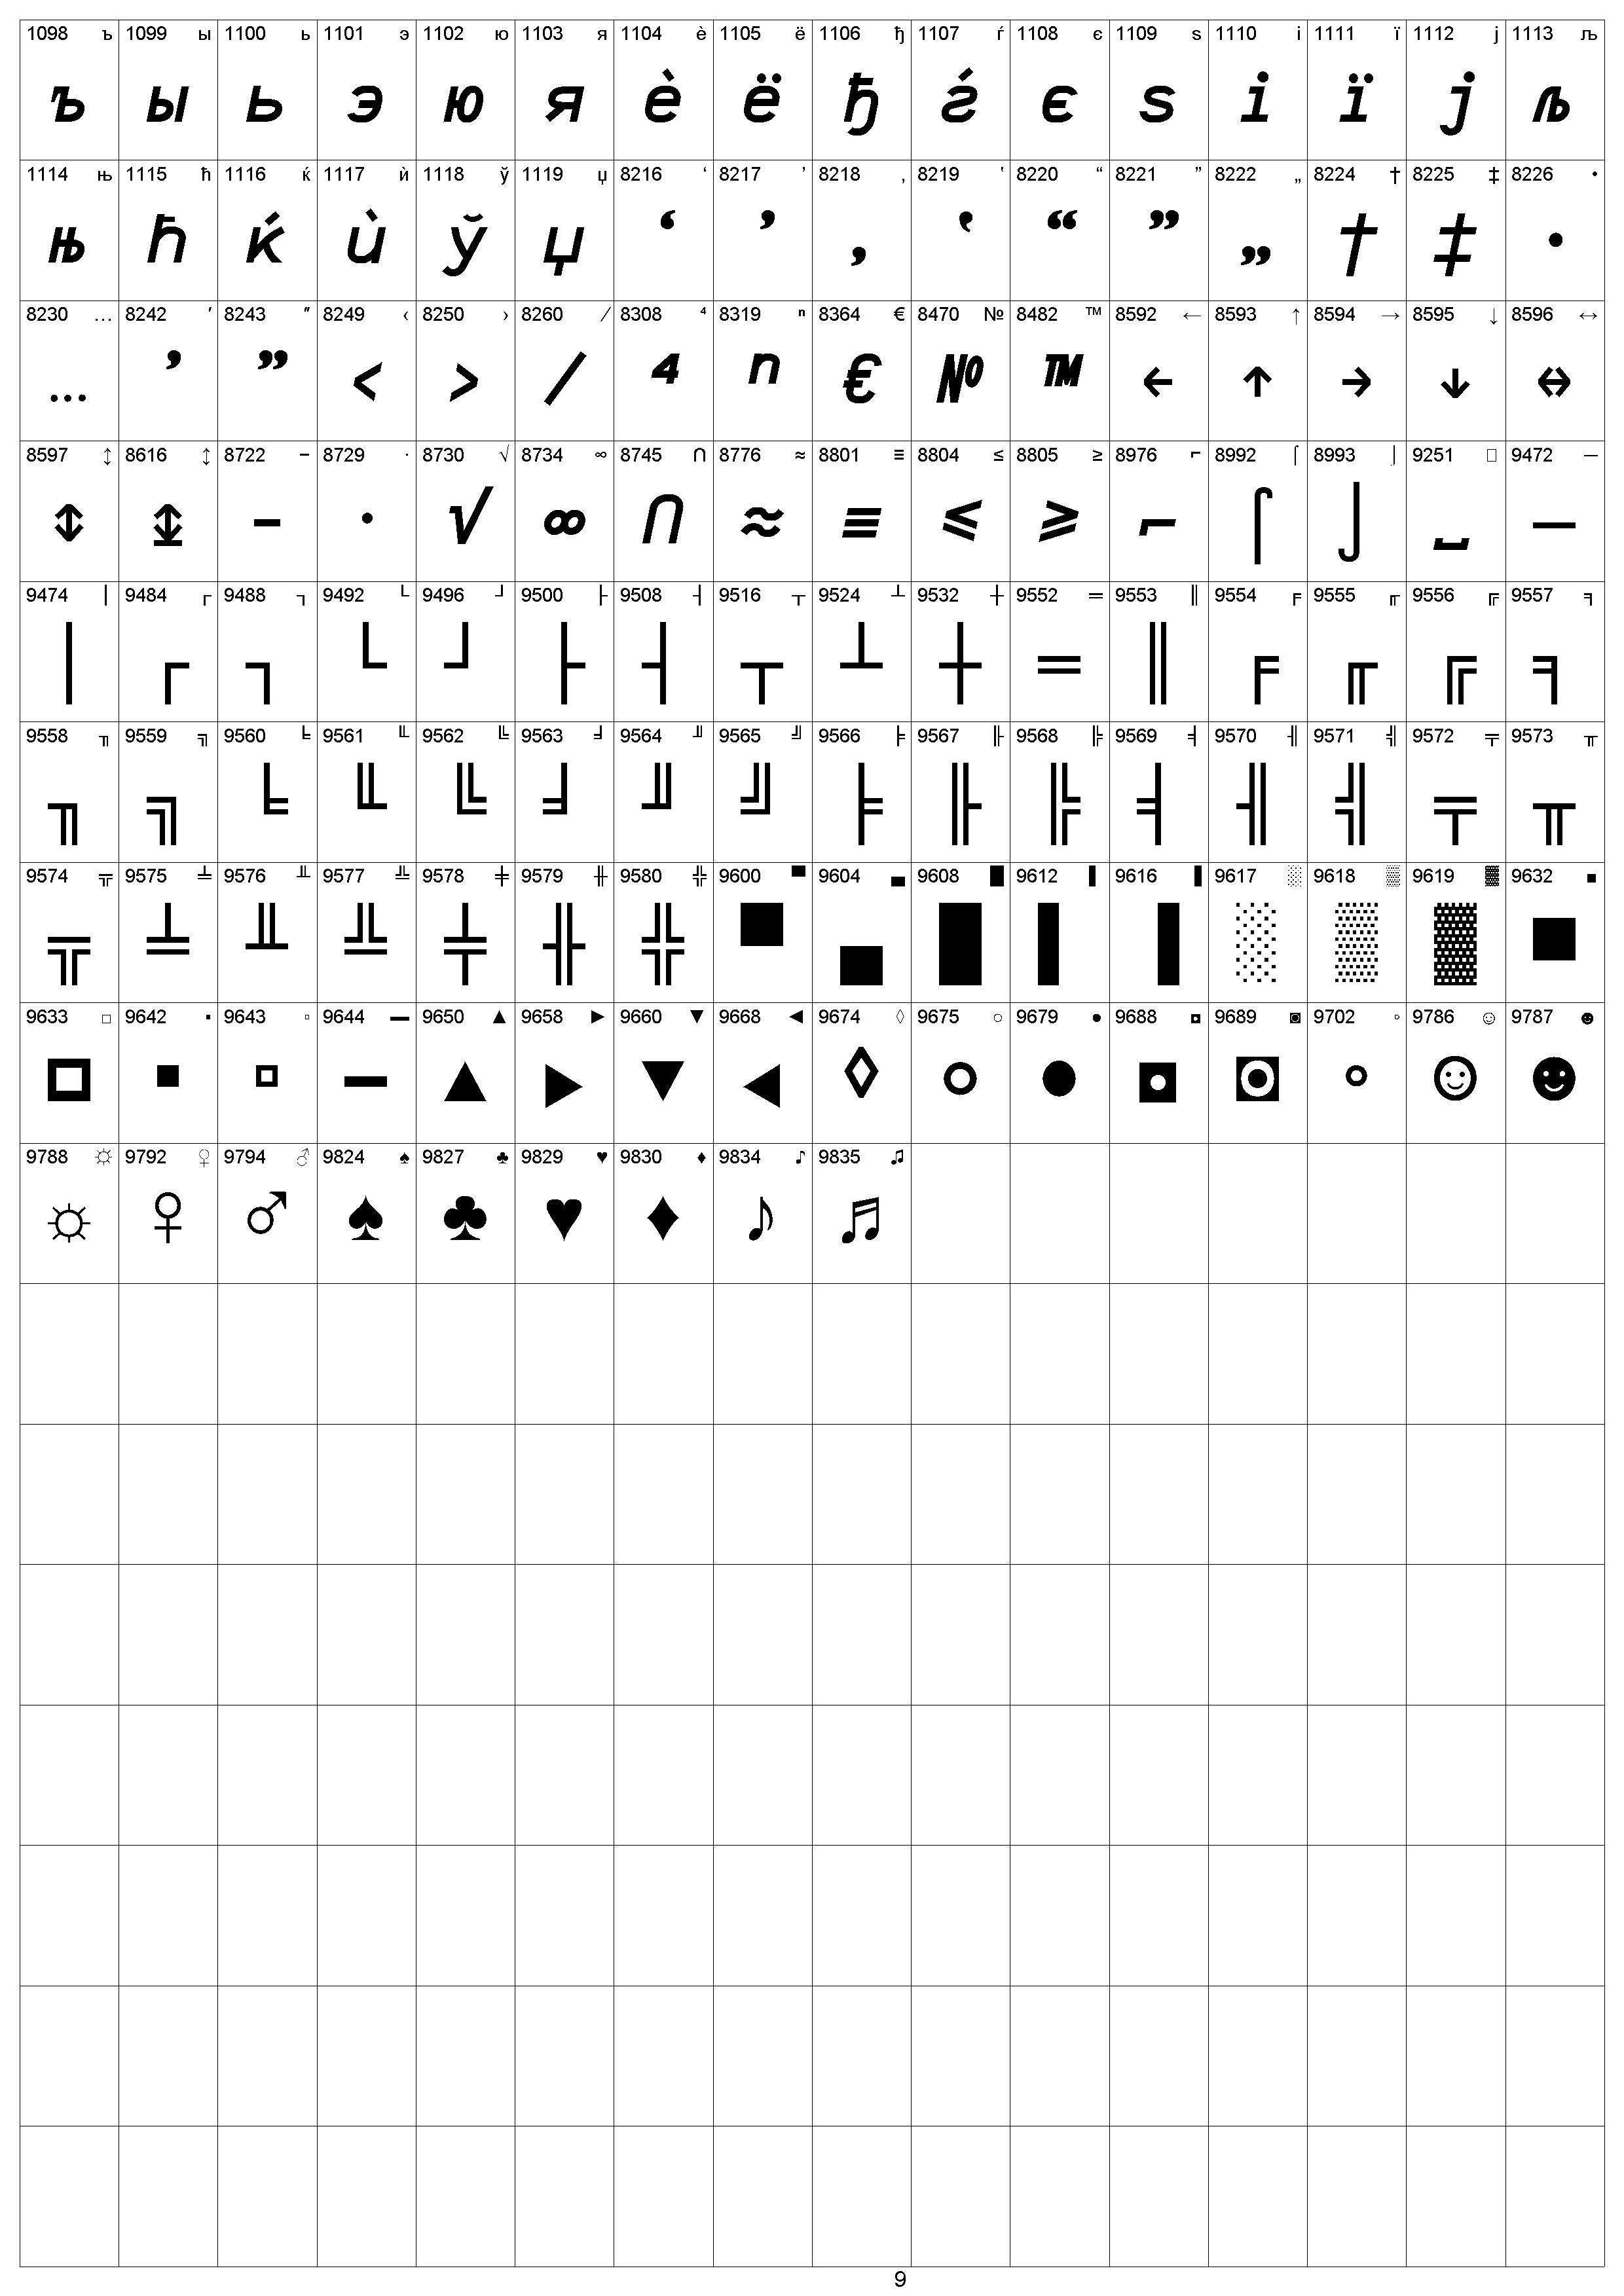 1098 ъ 1099 ы 1100 ь 1101 э 1102 ю 1103 я 1104 ѐ 1105 ё 1106 ђ 1107 ѓ 1108 є 1109 ѕ 1110 і 1111 ї 1112 ј 1113 љ
ъ ы ь э ю я ѐ ё ђ ѓ є ѕ і ї ј љ
1114 њ 1115 ћ 1116 ќ 1117 ѝ 1118 ў 1119 џ 8216 ‘ 8217 ’ 8218 ‚ 8219 ‛ 8220 “ 8221 ” 8222 „ 8224 † 8225 ‡ 8226 •
њ ћ ќ ѝ ў џ ‘ ’ ‚ ‛ “ ” „ † ‡ •
8230 … 8242 ′ 8243 ″ 8249 ‹ 8250 › 8260 ⁄ 8308 ⁴ 8319 ⁿ 8364 € 8470 № 8482 ™ 8592 ← 8593 ↑ 8594 → 8595 ↓ 8596 ↔
… ′ ″ ‹ › ⁄ ⁴ ⁿ € № ™ ← ↑ → ↓ ↔
8597 ↕ 8616 ↨ 8722 − 8729 ∙ 8730 √ 8734 ∞ 8745 ∩ 8776 ≈ 8801 ≡ 8804 ≤ 8805 ≥ 8976 ⌐ 8992 ⌠ 8993 ⌡ 9251 □ 9472 ─
↕ ↨ − ∙ √ ∞ ∩ ≈ ≡ ≤ ≥ ⌐ ⌠ ⌡ ␣ ─
9474 │ 9484 ┌ 9488 ┐ 9492 └ 9496 ┘ 9500 ├ 9508 ┤ 9516 ┬ 9524 ┴ 9532 ┼ 9552 ═ 9553 ║ 9554 ╒ 9555 ╓ 9556 ╔ 9557 ╕
│ ┌ ┐ └ ┘ ├ ┤ ┬ ┴ ┼ ═ ║ ╒ ╓ ╔ ╕
9558 ╖ 9559 ╗ 9560 ╘ 9561 ╙ 9562 ╚ 9563 ╛ 9564 ╜ 9565 ╝ 9566 ╞ 9567 ╟ 9568 ╠ 9569 ╡ 9570 ╢ 9571 ╣ 9572 ╤ 9573 ╥
╖ ╗ ╘ ╙ ╚ ╛ ╜ ╝ ╞ ╟ ╠ ╡ ╢ ╣ ╤ ╥
9574 ╦ 9575 ╧ 9576 ╨ 9577 ╩ 9578 ╪ 9579 ╫ 9580 ╬ 9600 ▀ 9604 ▄ 9608 █ 9612 ▌ 9616 ▐ 9617 ░ 9618 ▒ 9619 ▓ 9632 ■
╦ ╧ ╨ ╩ ╪ ╫ ╬ ▀ ▄ █ ▌ ▐ ░ ▒ ▓ ■
9633 □ 9642 ▪ 9643 ▫ 9644 ▬ 9650 ▲ 9658 ► 9660 ▼ 9668 ◄ 9674 ◊ 9675 ○ 9679 ● 9688 ◘ 9689 ◙ 9702 ◦ 9786 ☺ 9787 ☻
□ ▪ ▫ ▬ ▲ ► ▼ ◄ ◊ ○ ● ◘ ◙ ◦ ☺ ☻
9788 ☼ 9792 ♀ 9794 ♂ 9824 ♠ 9827 ♣ 9829 ♥ 9830 ♦ 9834 ♪ 9835 ♫
☼ ♀ ♂ ♠ ♣ ♥ ♦ ♪ ♫
9